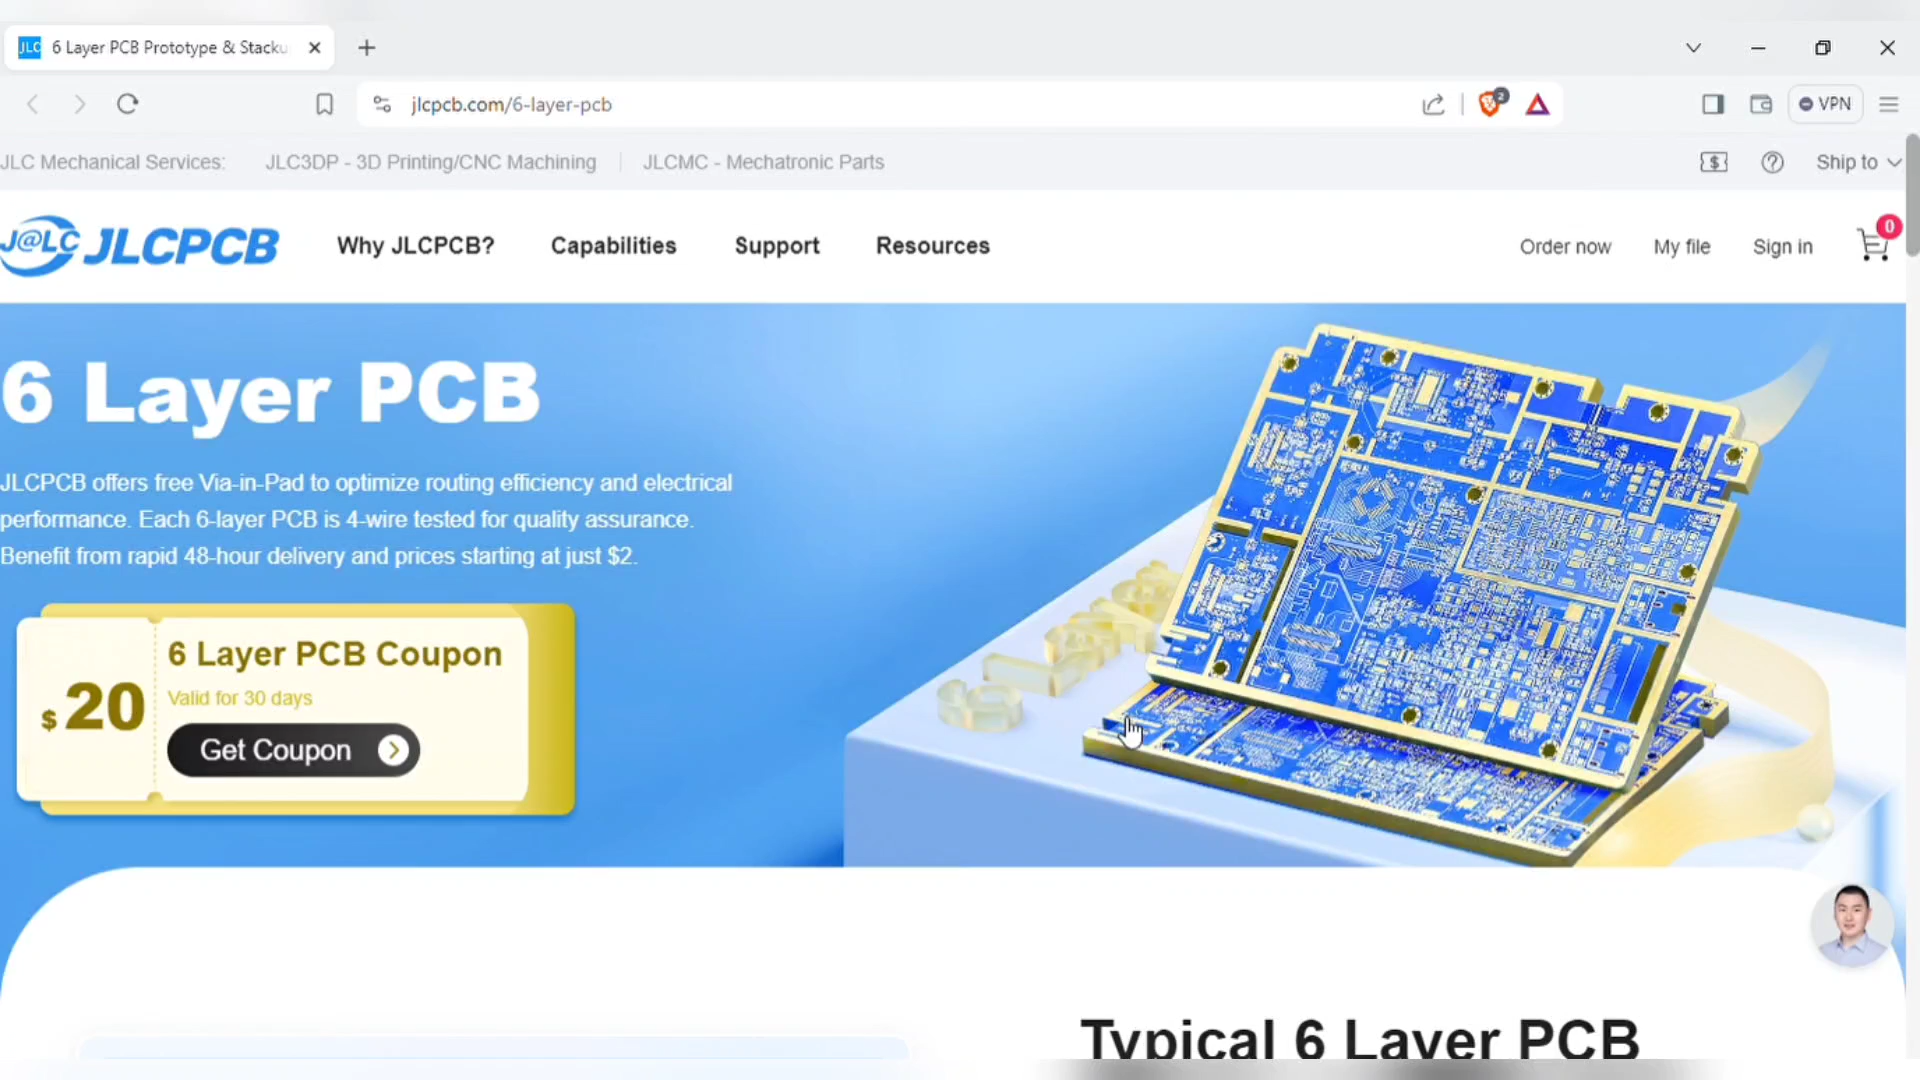 JLC 6 Layer PCB Prototype & Stacku
jlcpcb.com/6-layer-pcb
2
VPN
JLC Mechanical Services: JLC3DP - 3D Printing/CNC Machining JLCMC - Mechatronic Parts
$ ? Ship to
J@LC JLCPCB Why JLCPCB? Capabilities Support Resources Order now My file Sign in 0
6 Layer PCB
JLCPCB offers free Via-in-Pad to optimize routing efficiency and electrical
performance. Each 6-layer PCB is 4-wire tested for quality assurance.
Benefit from rapid 48-hour delivery and prices starting at just $2.
$20
6 Layer PCB Coupon
Valid for 30 days
Get Coupon
Typical 6 Layer PCB